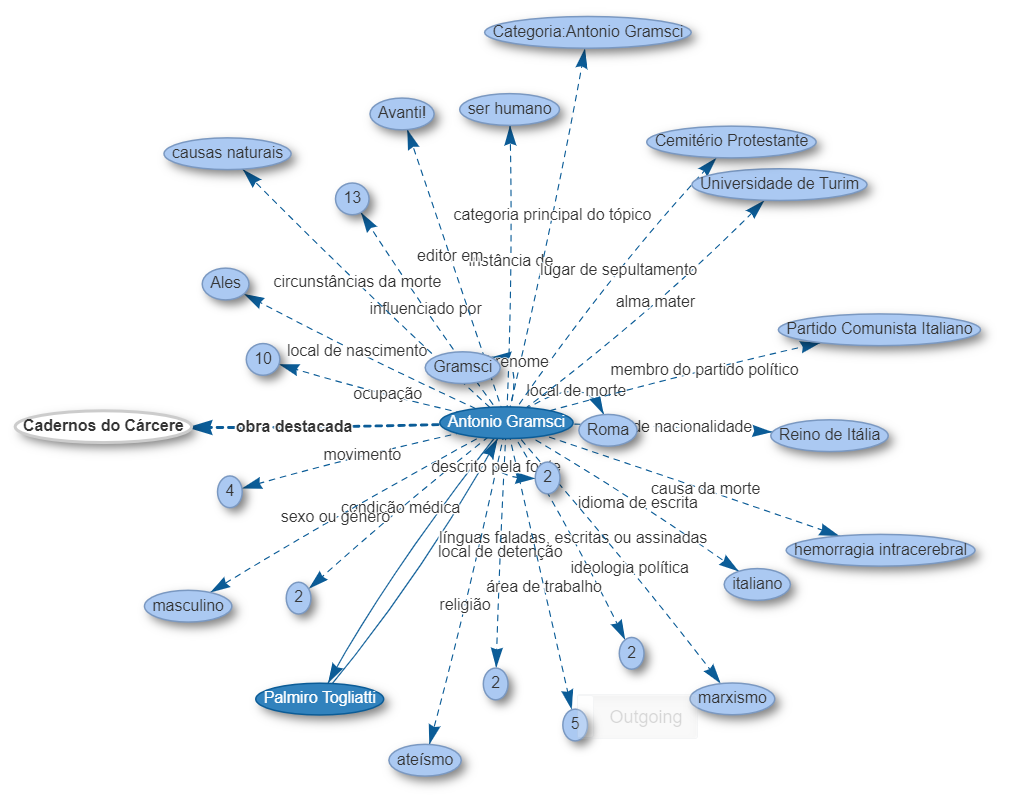 Categoria:Antonio Gramsci
Avanti!
ser humano
Cemitério Protestante
causas naturais
Universidade de Turim
13
categoria principal do tópico
editor em
instância de
lugar de sepultamento
circunstâncias da morte
Ales
alma mater
influenciado por
Partido Comunista Italiano
local de nascimento
10
Gramsci
membro do partido político
ocupação
local de morte
Cadernos do Cárcere
obra destacada
Antonio Gramsci
Roma
de nacionalidade
Reino de Itália
movimento
descrito pela fonte
2
4
causa da morte
condição médica
idioma de escrita
sexo ou gênero
línguas faladas, escritas ou assinadas
hemorragia intracerebral
local de detenção
ideologia política
italiano
área de trabalho
masculino
2
religião
2
2
Palmiro Togliatti
marxismo
5
Outgoing
ateísmo